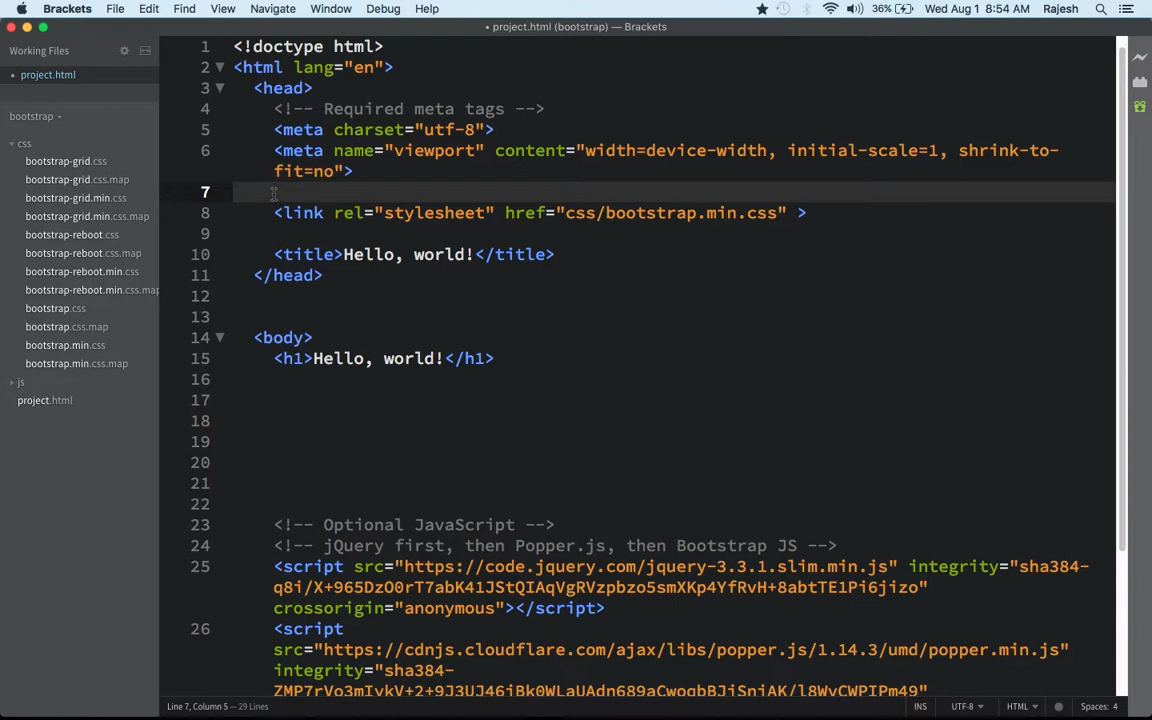 Brackets File Edit Find View Navigate Window Debug Help 36% Wed Aug 1 8:54 AM Rajesh
• project.html (bootstrap) — Brackets
Working Files
• project.html
bootstrap
css
bootstrap-grid.css
bootstrap-grid.css.map
bootstrap-grid.min.css
bootstrap-grid.min.css.map
bootstrap-reboot.css
bootstrap-reboot.css.map
bootstrap-reboot.min.css
bootstrap-reboot.min.css.map
bootstrap.css
bootstrap.css.map
bootstrap.min.css
bootstrap.min.css.map
js
project.html
1 <!doctype html>
2 <html lang="en">
3 <head>
4 <!-- Required meta tags -->
5 <meta charset="utf-8">
6 <meta name="viewport" content="width=device-width, initial-scale=1, shrink-to-
fit=no">
7
8 <link rel="stylesheet" href="css/bootstrap.min.css" >
9
10 <title>Hello, world!</title>
11 </head>
12
13
14 <body>
15 <h1>Hello, world!</h1>
16
17
18
19
20
21
22
23 <!-- Optional JavaScript -->
24 <!-- jQuery first, then Popper.js, then Bootstrap JS -->
25 <script src="https://code.jquery.com/jquery-3.3.1.slim.min.js" integrity="sha384-
q8i/X+965DzO0rT7abK41JStQIAqVgRVzpbzo5smXKp4YfRvH+8abtTE1Pi6jizo"
crossorigin="anonymous"></script>
26 <script
src="https://cdnjs.cloudflare.com/ajax/libs/popper.js/1.14.3/umd/popper.min.js"
integrity="sha384-
ZMP7rVo3mIykV+2+9J3UJ46jBk0WLaUAdn689aCwoqbBJiSnjAK/l8WvCWPIPm49"
Line 7, Column 5 — 29 Lines INS UTF-8 HTML Spaces: 4